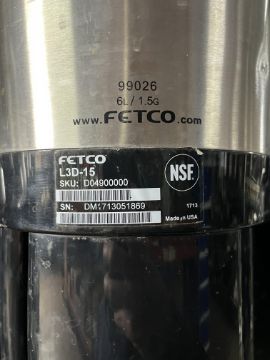 99026
6L / 1.5G
www.FETCO.com
FETCO®
L3D-15
SKU: D04900000
NSF
SN: DM1713051869
1713
Made in USA